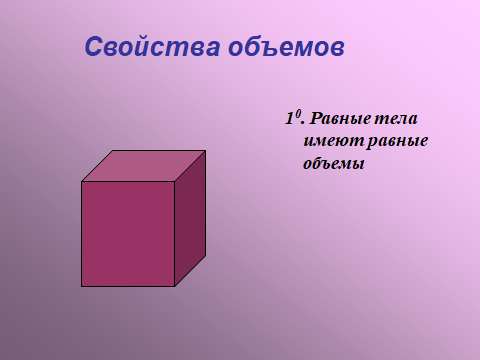 Свойства объемов
1⁰. Равные тела
имеют равные
объемы